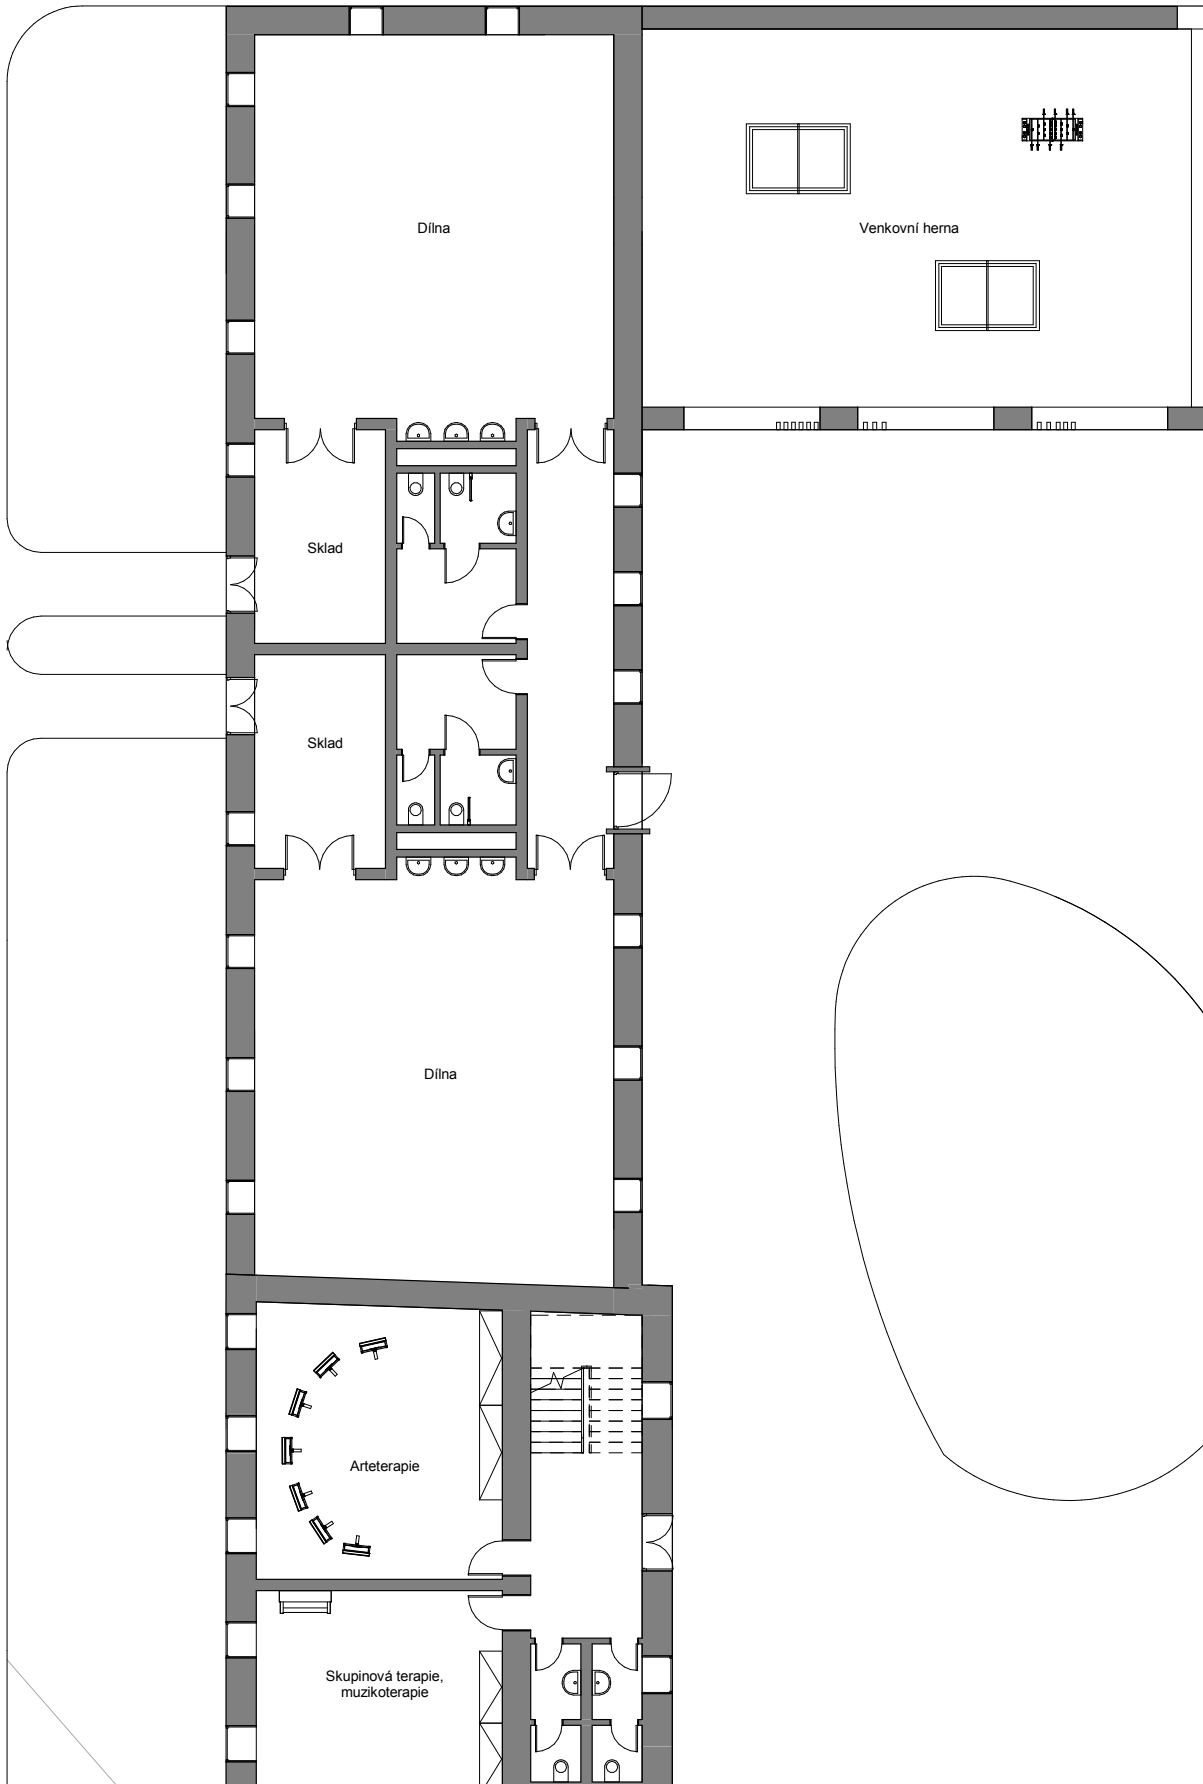 Dílna
Venkovní herna
Sklad
Sklad
Dílna
Arteterapie
Skupinová terapie,
muzikoterapie